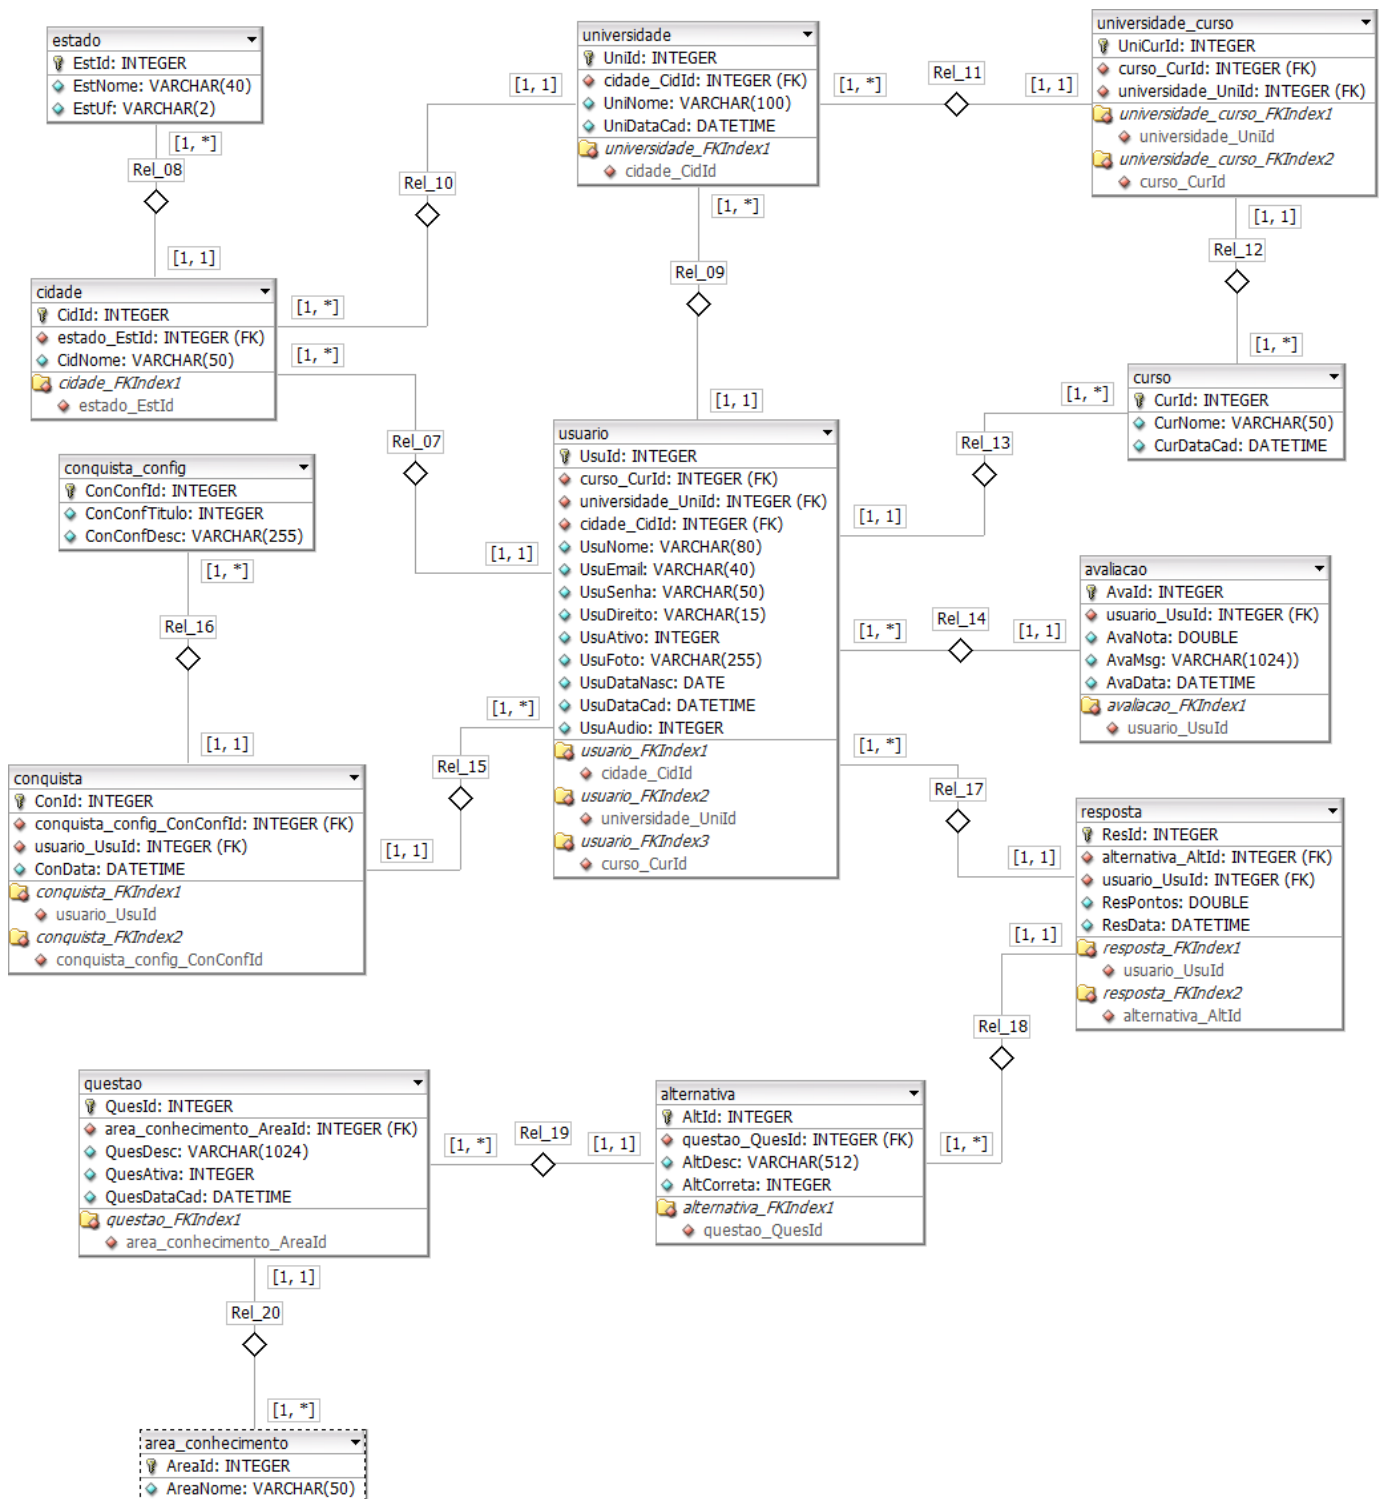 estado
EstId: INTEGER
EstNome: VARCHAR(40)
EstUf: VARCHAR(2)
[1, *]
Rel_08
[1, 1]
cidade
CidId: INTEGER
estado_EstId: INTEGER (FK)
CidNome: VARCHAR(50)
cidade_FKIndex1
estado_EstId
[1, *]
[1, *]
Rel_10
[1, 1]
universidade
UniId: INTEGER
cidade_CidId: INTEGER (FK)
UniNome: VARCHAR(100)
UniDataCad: DATETIME
universidade_FKIndex1
cidade_CidId
[1, *]
Rel_11
[1, 1]
universidade_curso
UniCurId: INTEGER
curso_CurId: INTEGER (FK)
universidade_UniId: INTEGER (FK)
universidade_curso_FKIndex1
universidade_UniId
universidade_curso_FKIndex2
curso_CurId
[1, 1]
Rel_12
[1, *]
curso
CurId: INTEGER
CurNome: VARCHAR(50)
CurDataCad: DATETIME
[1, *]
Rel_13
[1, 1]
[1, *]
Rel_09
[1, 1]
Rel_07
[1, 1]
usuario
UsuId: INTEGER
curso_CurId: INTEGER (FK)
universidade_UniId: INTEGER (FK)
cidade_CidId: INTEGER (FK)
UsuNome: VARCHAR(80)
UsuEmail: VARCHAR(40)
UsuSenha: VARCHAR(50)
UsuDireito: VARCHAR(15)
UsuAtivo: INTEGER
UsuFoto: VARCHAR(255)
UsuDataNasc: DATE
UsuDataCad: DATETIME
UsuAudio: INTEGER
usuario_FKIndex1
cidade_CidId
usuario_FKIndex2
universidade_UniId
usuario_FKIndex3
curso_CurId
conquista_config
ConConfId: INTEGER
ConConfTitulo: INTEGER
ConConfDesc: VARCHAR(255)
[1, *]
Rel_16
[1, 1]
conquista
ConId: INTEGER
conquista_config_ConConfId: INTEGER (FK)
usuario_UsuId: INTEGER (FK)
ConData: DATETIME
conquista_FKIndex1
usuario_UsuId
conquista_FKIndex2
conquista_config_ConConfId
[1, *]
Rel_15
[1, 1]
[1, *]
Rel_14
[1, 1]
avaliacao
AvaId: INTEGER
usuario_UsuId: INTEGER (FK)
AvaNota: DOUBLE
AvaMsg: VARCHAR(1024))
AvaData: DATETIME
avaliacao_FKIndex1
usuario_UsuId
[1, *]
Rel_17
[1, 1]
resposta
ResId: INTEGER
alternativa_AltId: INTEGER (FK)
usuario_UsuId: INTEGER (FK)
ResPontos: DOUBLE
ResData: DATETIME
resposta_FKIndex1
usuario_UsuId
resposta_FKIndex2
alternativa_AltId
[1, 1]
Rel_18
[1, *]
questao
QuesId: INTEGER
area_conhecimento_AreaId: INTEGER (FK)
QuesDesc: VARCHAR(1024)
QuesAtiva: INTEGER
QuesDataCad: DATETIME
questao_FKIndex1
area_conhecimento_AreaId
[1, *]
Rel_19
[1, 1]
alternativa
AltId: INTEGER
questao_QuesId: INTEGER (FK)
AltDesc: VARCHAR(512)
AltCorreta: INTEGER
alternativa_FKIndex1
questao_QuesId
[1, 1]
Rel_20
[1, *]
area_conhecimento
AreaId: INTEGER
AreaNome: VARCHAR(50)